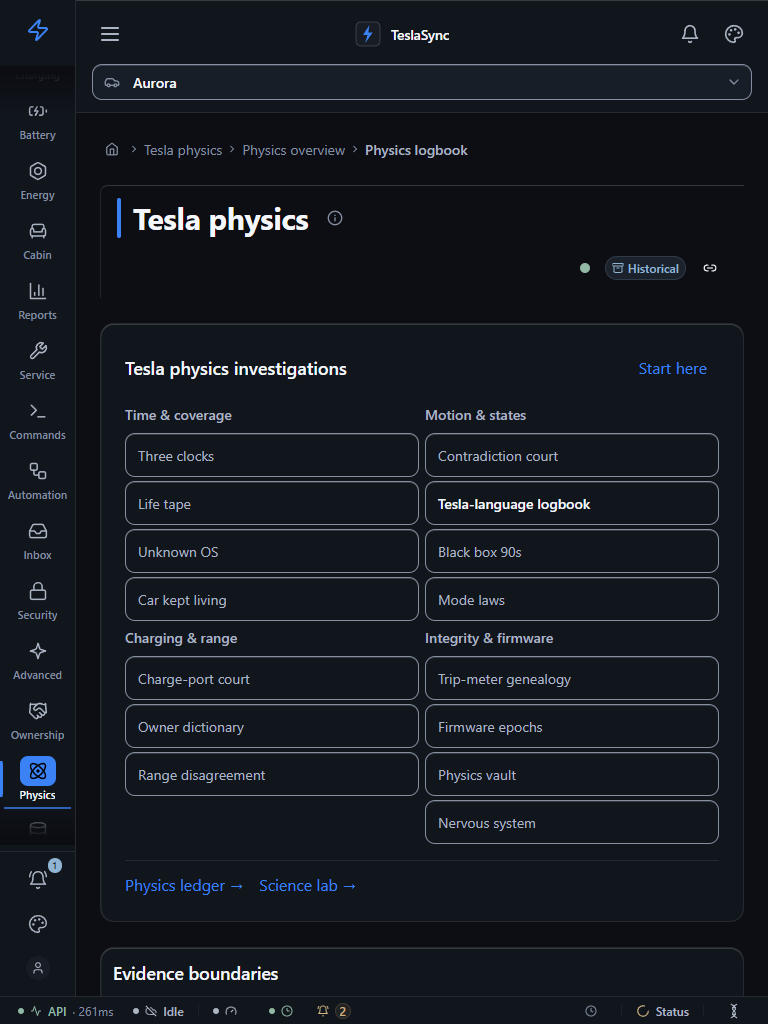 TeslaSync
Aurora
Charging
Battery
Energy
Cabin
Reports
Service
Commands
Automation
Inbox
Security
Advanced
Ownership
Physics
1
Tesla physics > Physics overview > Physics logbook
Tesla physics
Historical
Tesla physics investigations
Start here
Time & coverage
Three clocks
Life tape
Unknown OS
Car kept living
Motion & states
Contradiction court
Tesla-language logbook
Black box 90s
Mode laws
Charging & range
Charge-port court
Owner dictionary
Range disagreement
Integrity & firmware
Trip-meter genealogy
Firmware epochs
Physics vault
Nervous system
Physics ledger → Science lab →
Evidence boundaries
API · 261ms Idle 2 Status